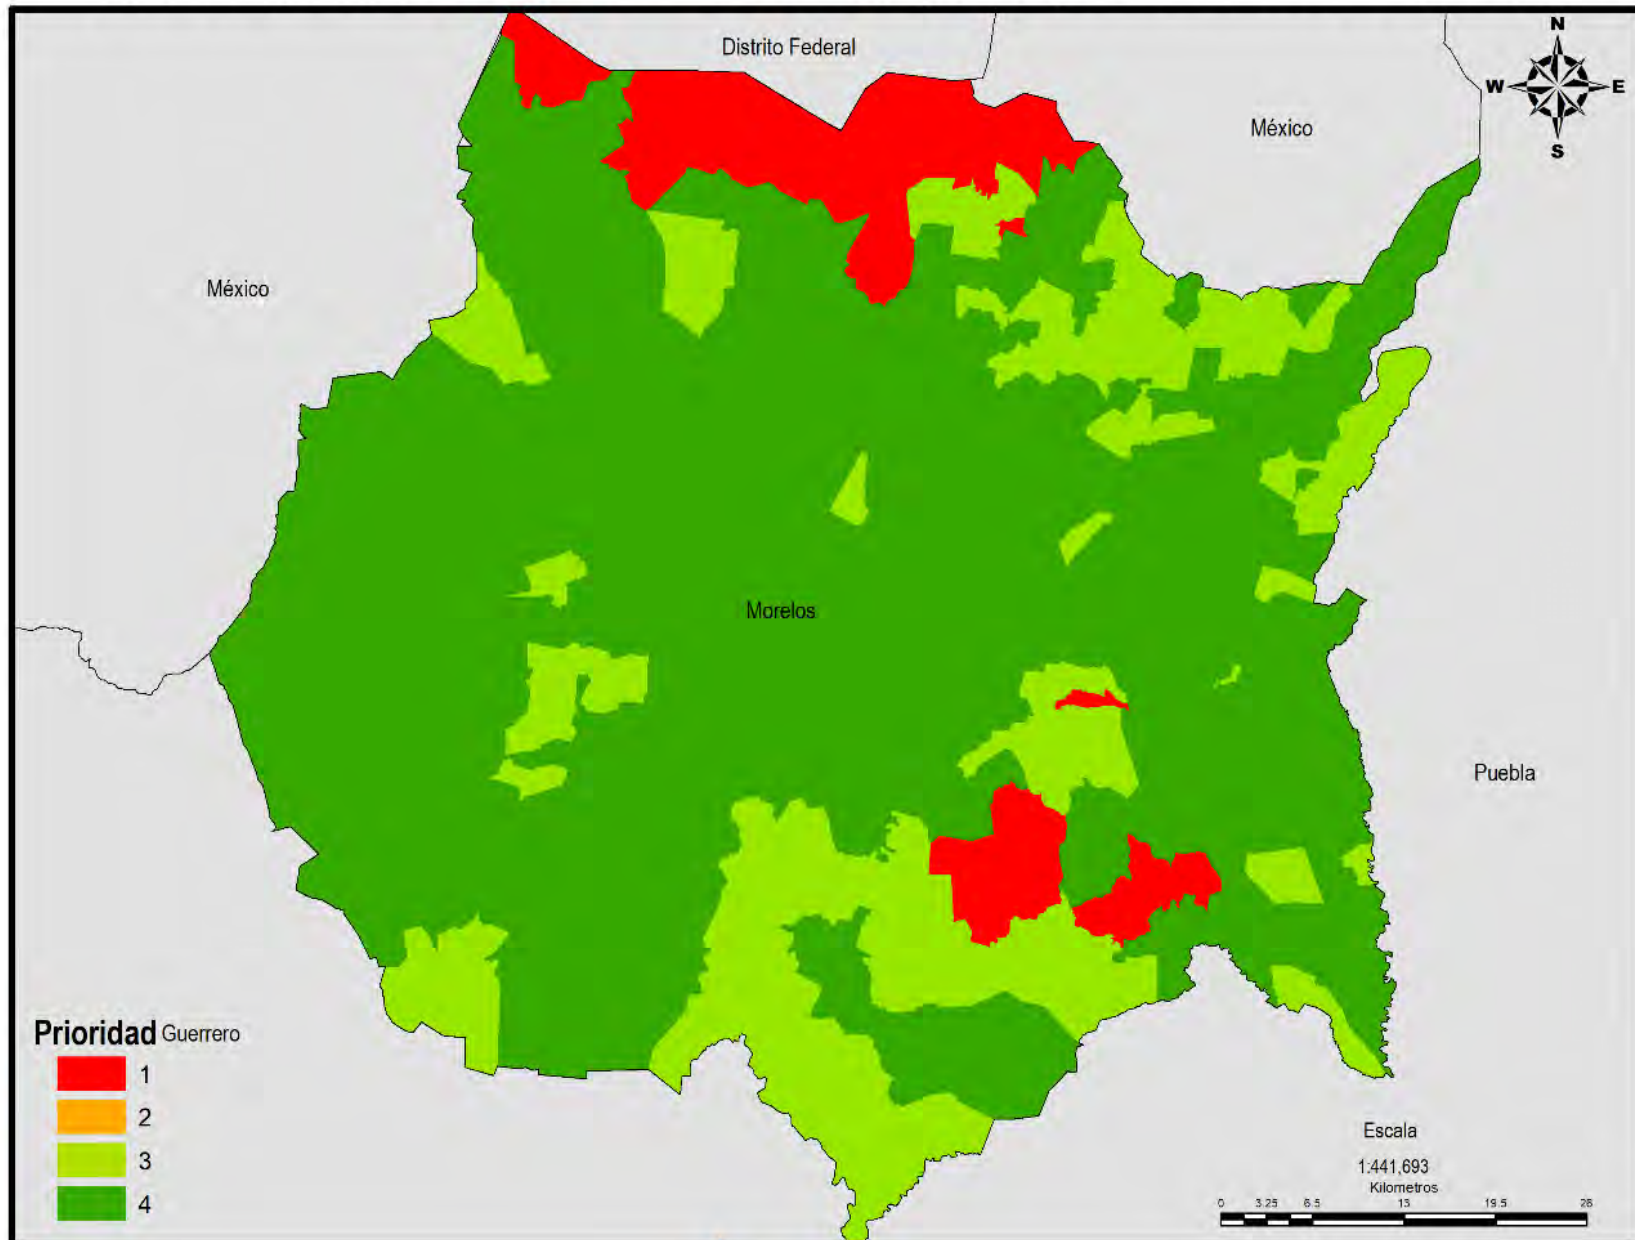 Distrito Federal
N
W E
S
México
México
Morelos
Puebla
Prioridad Guerrero
1
2
3
4
Escala
1:441,693
Kilometros
0 3.25 6.5 13 19.5 26